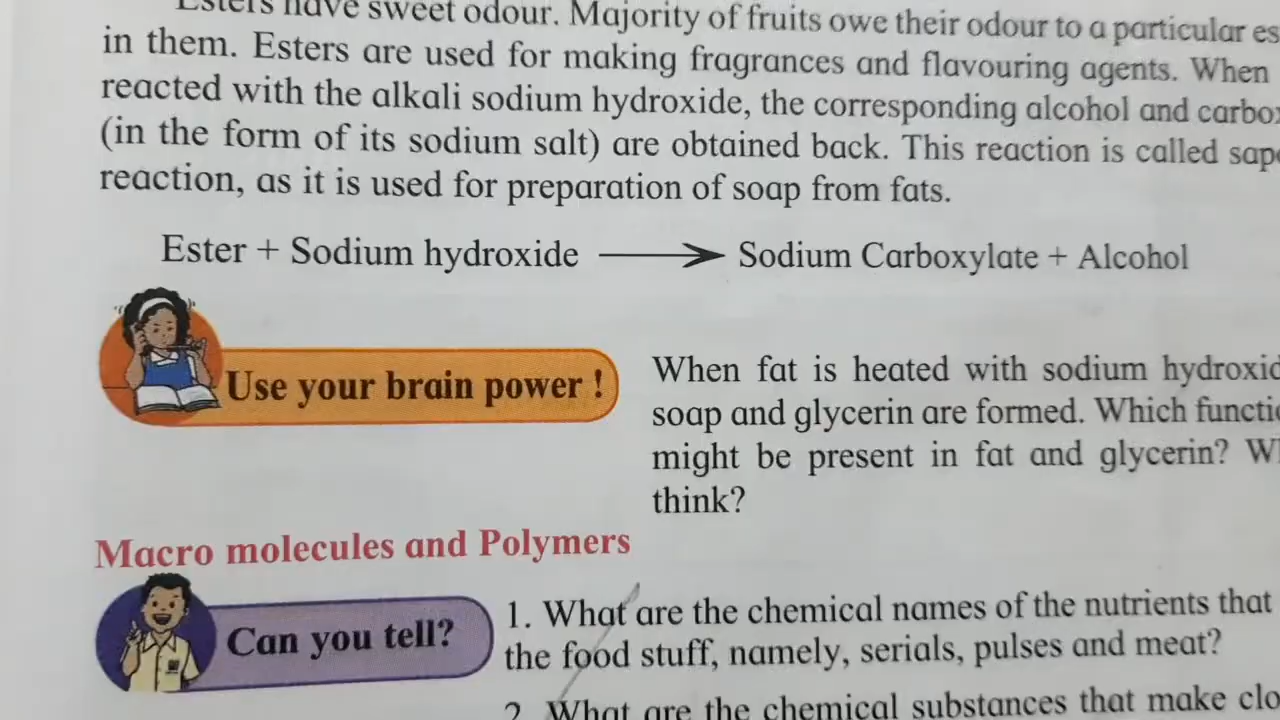 Esters have sweet odour. Majority of fruits owe their odour to a particular
in them. Esters are used for making fragrances and flavouring agents. When
reacted with the alkali sodium hydroxide, the corresponding alcohol and
(in the form of its sodium salt) are obtained back. This reaction is called
reaction, as it is used for preparation of soap from fats.
Ester + Sodium hydroxide ⟶ Sodium Carboxylate + Alcohol
Use your brain power !
When fat is heated with sodium
soap and glycerin are formed. Which
might be present in fat and glycerin?
think?
Macro molecules and Polymers
Can you tell?
1. What are the chemical names of the nutrients that
the food stuff, namely, serials, pulses and meat?
2. What are the chemical substances that make